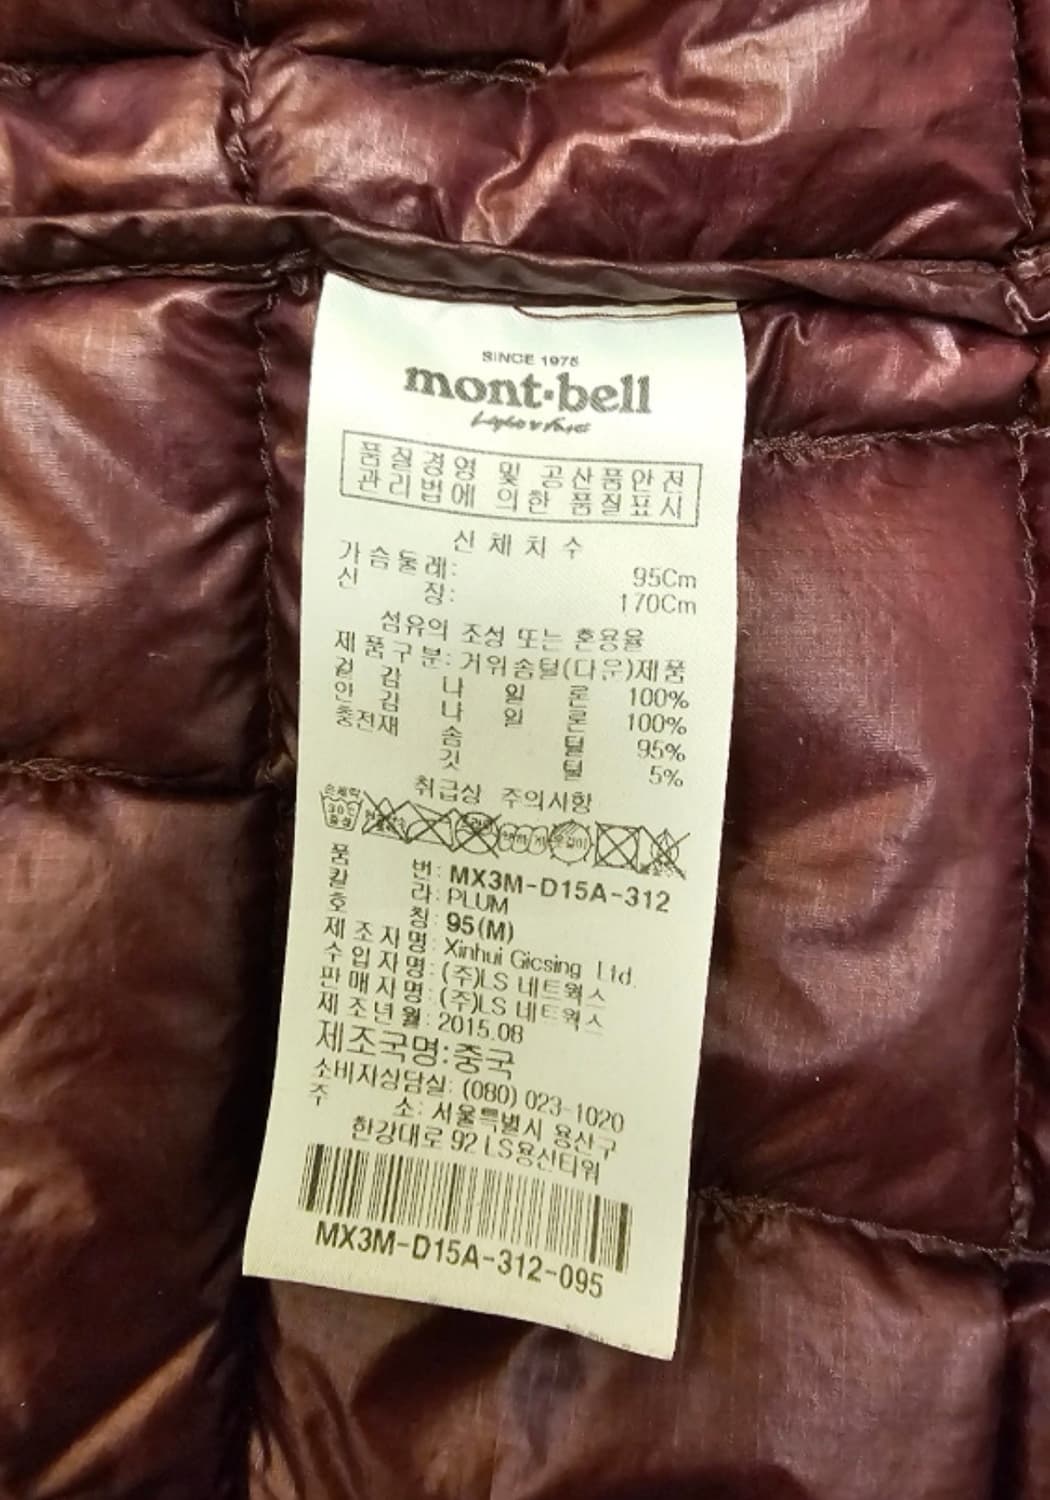 SINCE 1975
mont-bell
Light & Fast
품질경영 및 공산품안전
관리법에 의한 품질표시
신체치수
가슴둘레: 95Cm
신장: 170Cm
섬유의 조성 또는 혼용율
제품구분: 거위솜털(다운)제품
겉감 나일론 100%
안감 나일론 100%
충전재 솜털 95%
깃털 5%
취급상 주의사항
손세탁
30℃
중성
품번: MX3M-D15A-312
칼라: PLUM
호칭: 95(M)
제조자명: Xinhui Gicsing Ltd.
수입자명: (주)LS 네트웍스
판매자명: (주)LS 네트웍스
제조년월: 2015.08
제조국명:중국
소비자상담실: (080) 023-1020
주소: 서울특별시 용산구
한강대로 92 LS용산타워
MX3M-D15A-312-095